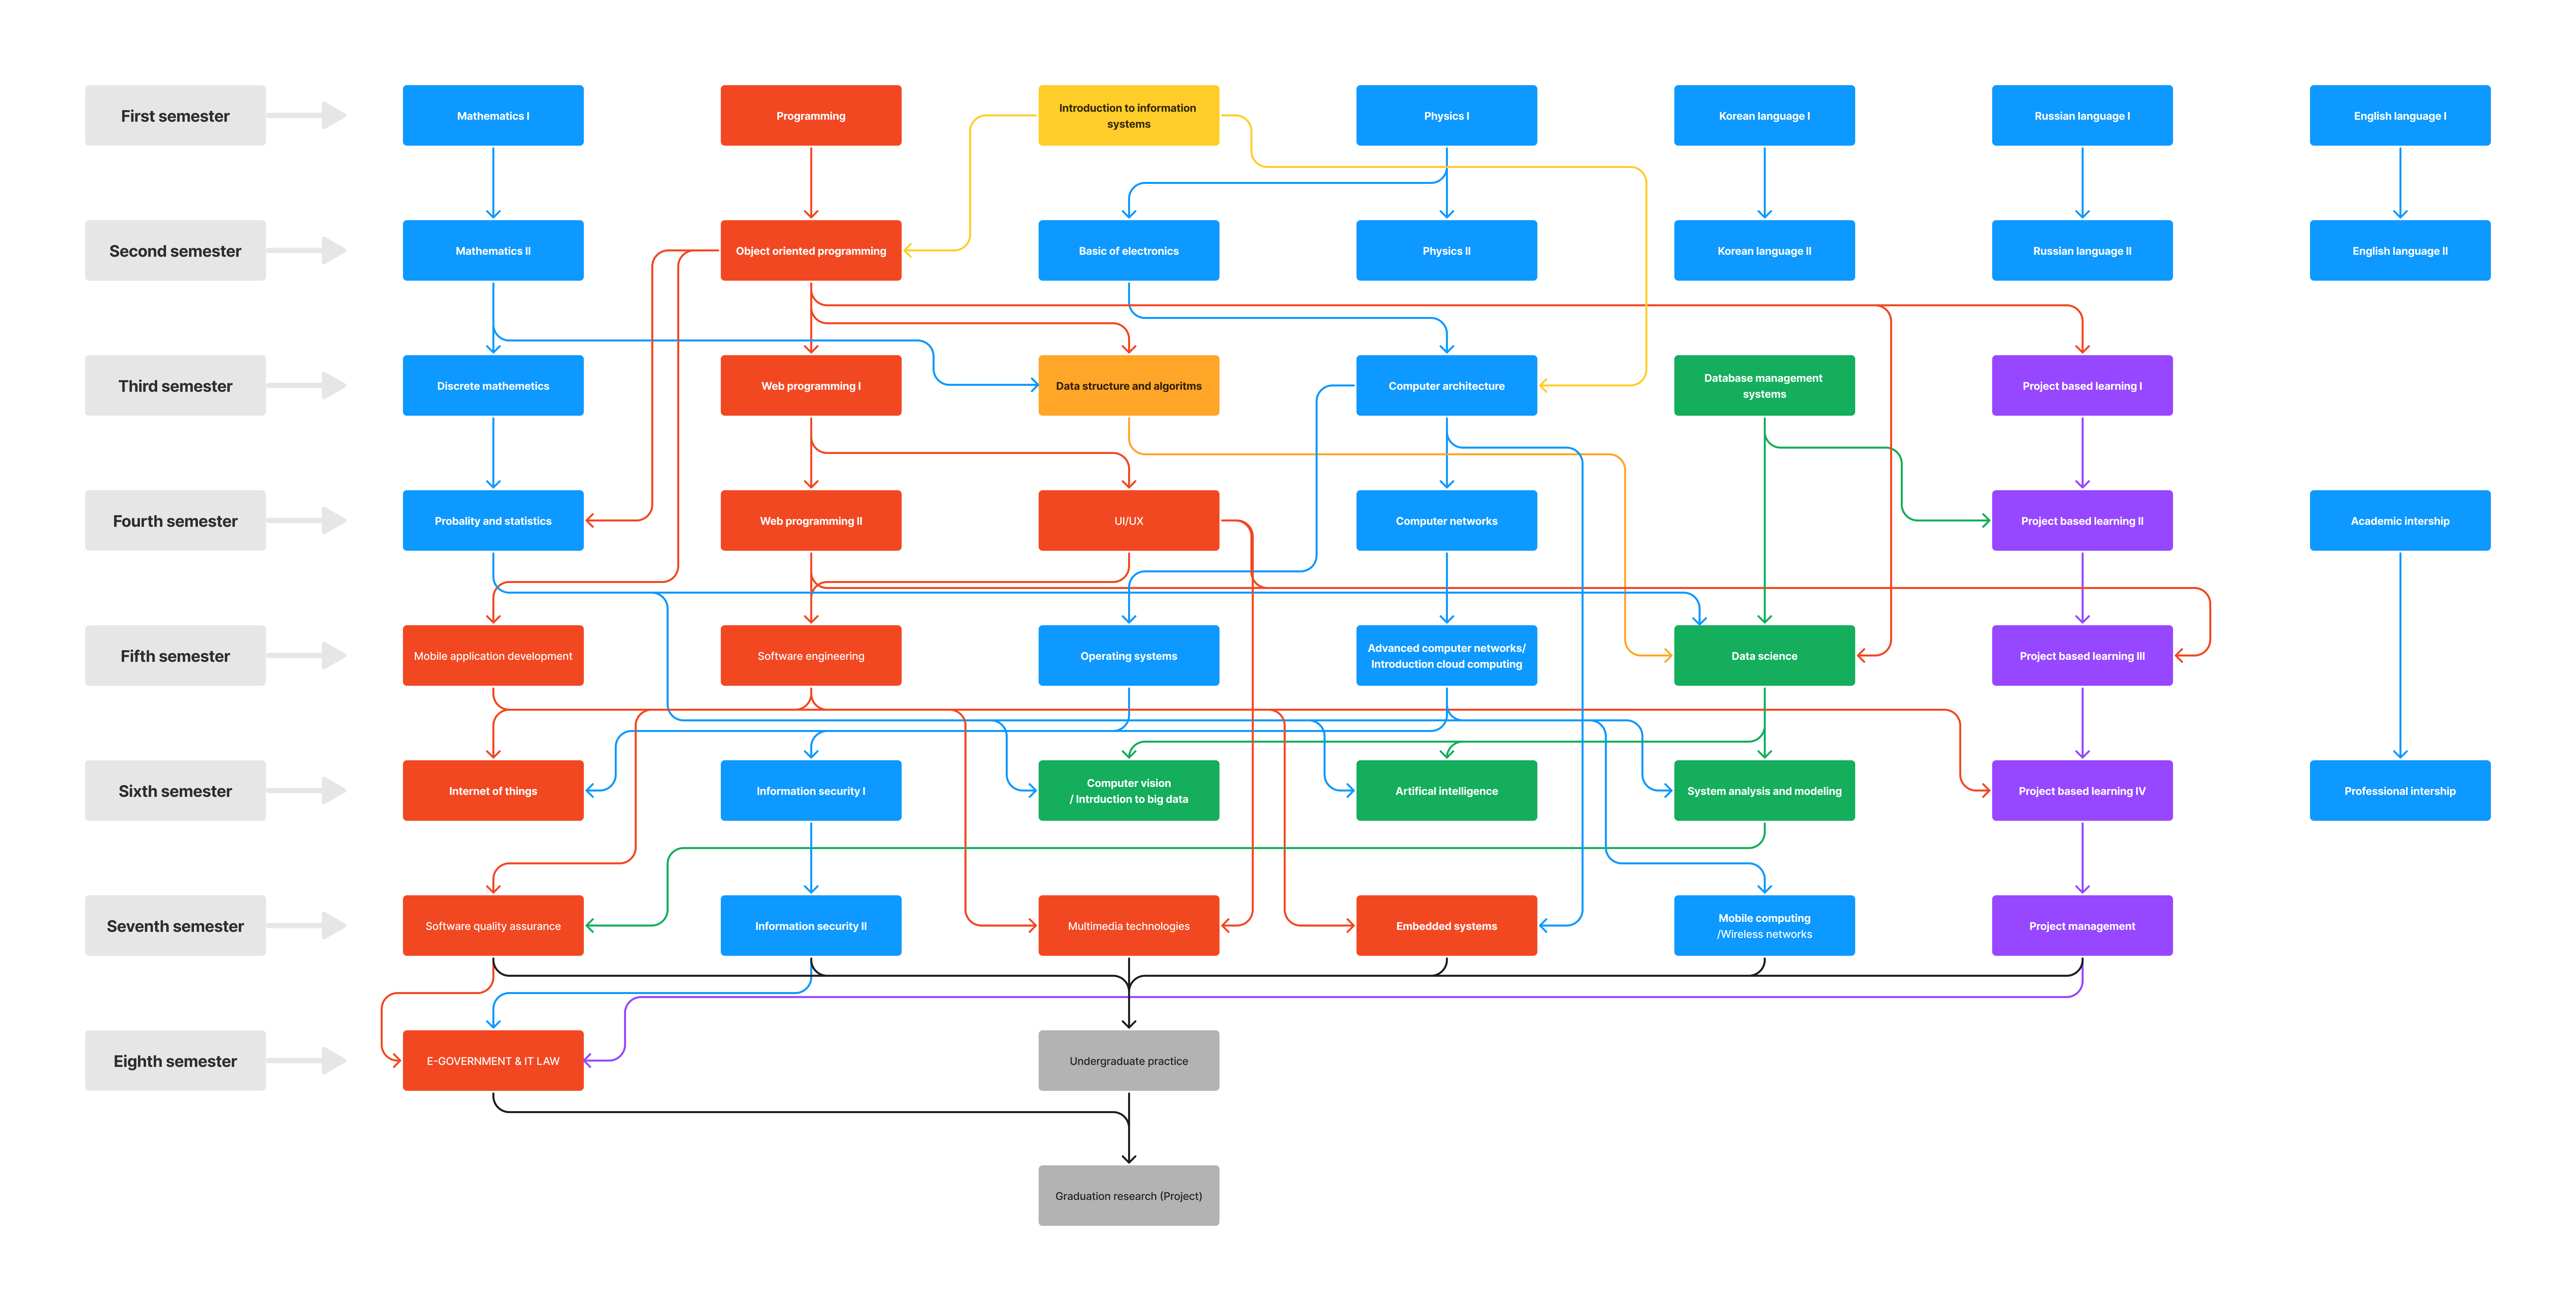 First semester
Mathematics I
Programming
Introduction to information
systems
Physics I
Korean language I
Russian language I
English language I
Second semester
Mathematics II
Object oriented programming
Basic of electronics
Physics II
Korean language II
Russian language II
English language II
Third semester
Discrete mathemetics
Web programming I
Data structure and algoritms
Computer architecture
Database management
systems
Project based learning I
Fourth semester
Probality and statistics
Web programming II
UI/UX
Computer networks
Project based learning II
Academic intership
Fifth semester
Mobile application development
Software engineering
Operating systems
Advanced computer networks/
Introduction cloud computing
Data science
Project based learning III
Sixth semester
Internet of things
Information security I
Computer vision
/ Intrduction to big data
Artifical intelligence
System analysis and modeling
Project based learning IV
Professional intership
Seventh semester
Software quality assurance
Information security II
Multimedia technologies
Embedded systems
Mobile computing
/Wireless networks
Project management
Eighth semester
E-GOVERNMENT & IT LAW
Undergraduate practice
Graduation research (Project)